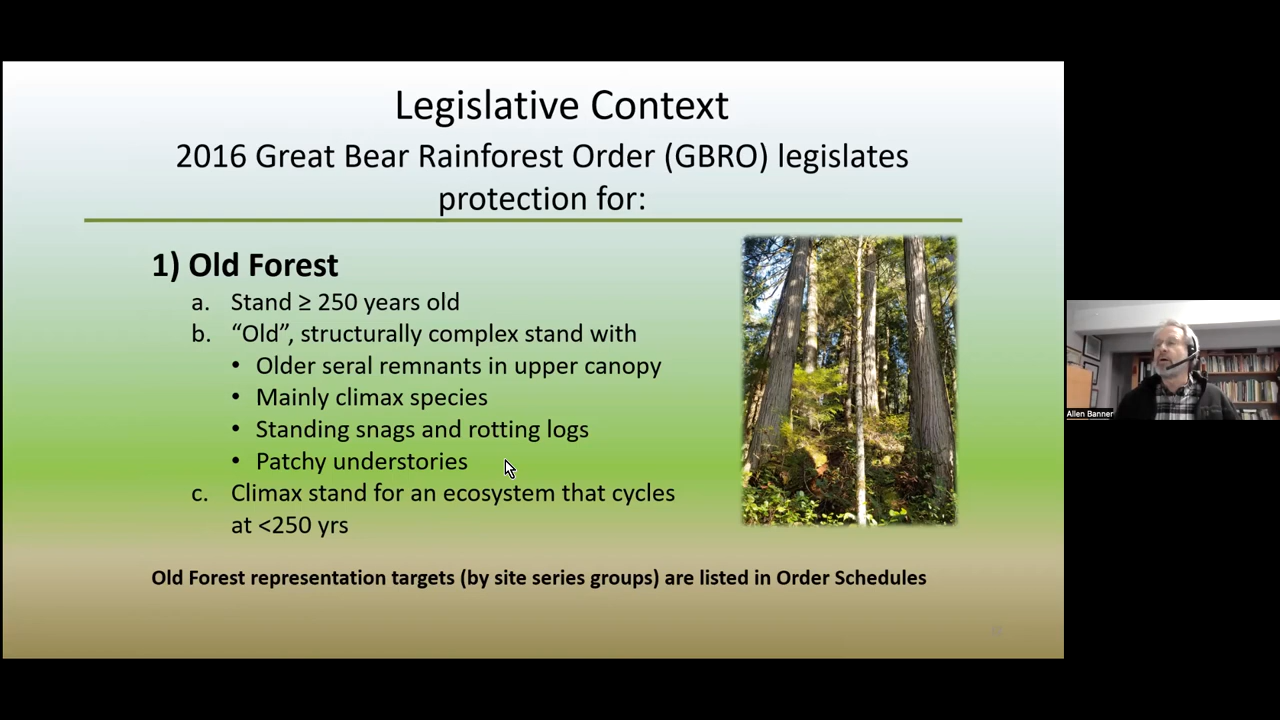 Legislative Context
2016 Great Bear Rainforest Order (GBRO) legislates
protection for:
1) Old Forest
a. Stand ≥ 250 years old
b. “Old”, structurally complex stand with
• Older seral remnants in upper canopy
• Mainly climax species
• Standing snags and rotting logs
• Patchy understories
c. Climax stand for an ecosystem that cycles
at <250 yrs
Old Forest representation targets (by site series groups) are listed in Order Schedules
Allen Banner